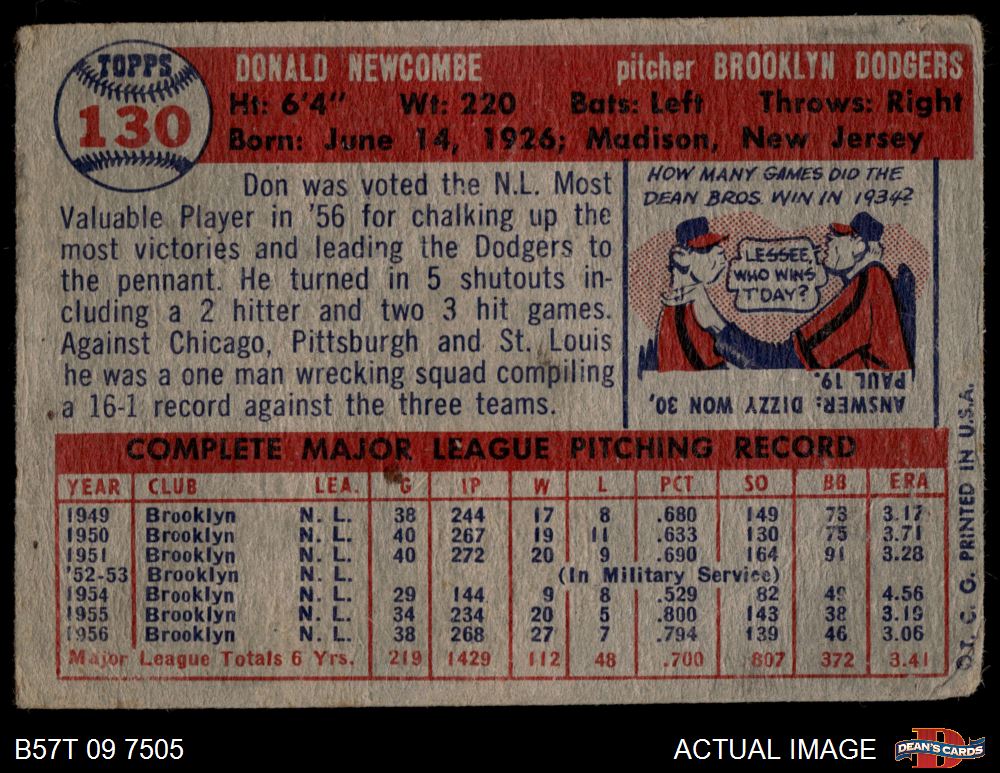 TOPPS
130
DONALD NEWCOMBE pitcher BROOKLYN DODGERS
Ht: 6'4" Wt: 220 Bats: Left Throws: Right
Born: June 14, 1926; Madison, New Jersey
Don was voted the N.L. Most
Valuable Player in '56 for chalking up the
most victories and leading the Dodgers to
the pennant. He turned in 5 shutouts in-
cluding a 2 hitter and two 3 hit games.
Against Chicago, Pittsburgh and St. Louis
he was a one man wrecking squad compiling
a 16-1 record against the three teams.
HOW MANY GAMES DID THE
DEAN BROS. WIN IN 1934?
LESSEE,
WHO WINS
T'DAY?
ANSWER: DIZZY WON 30,
PAUL 19.
COMPLETE MAJOR LEAGUE PITCHING RECORD
YEAR CLUB LEA. G IP W L PCT SO BB ERA
1949 Brooklyn N. L. 38 244 17 8 .680 149 73 3.17
1950 Brooklyn N. L. 40 267 19 11 .633 130 75 3.71
1951 Brooklyn N. L. 40 272 20 9 .690 164 91 3.28
'52-53 Brooklyn N. L. (In Military Service)
1954 Brooklyn N. L. 29 144 9 8 .529 82 49 4.56
1955 Brooklyn N. L. 34 234 20 5 .800 143 38 3.19
1956 Brooklyn N. L. 38 268 27 7 .794 139 46 3.06
Major League Totals 6 Yrs. 219 1429 112 48 .700 807 372 3.41
©T. C. G. PRINTED IN U.S.A.
B57T 09 7505
ACTUAL IMAGE
DEAN'S CARDS